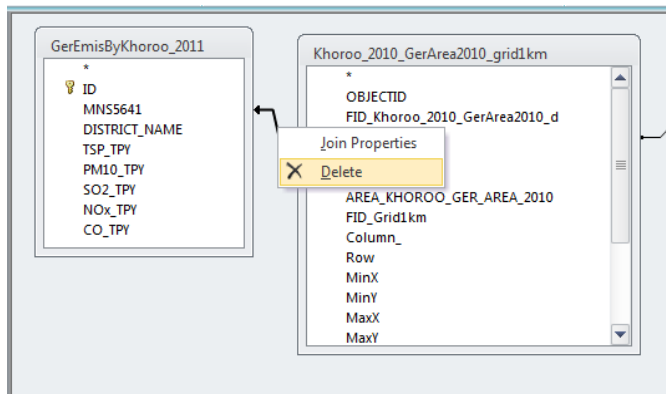 GerEmisByKhoroo_2011
*
ID
MNS5641
DISTRICT_NAME
TSP_TPY
PM10_TPY
SO2_TPY
NOx_TPY
CO_TPY
Khoroo_2010_GerArea2010_grid1km
*
OBJECTID
FID_Khoroo_2010_GerArea2010_d
Join Properties
Delete
AREA_KHOROO_GER_AREA_2010
FID_Grid1km
Column_
Row
MinX
MinY
MaxX
MaxY